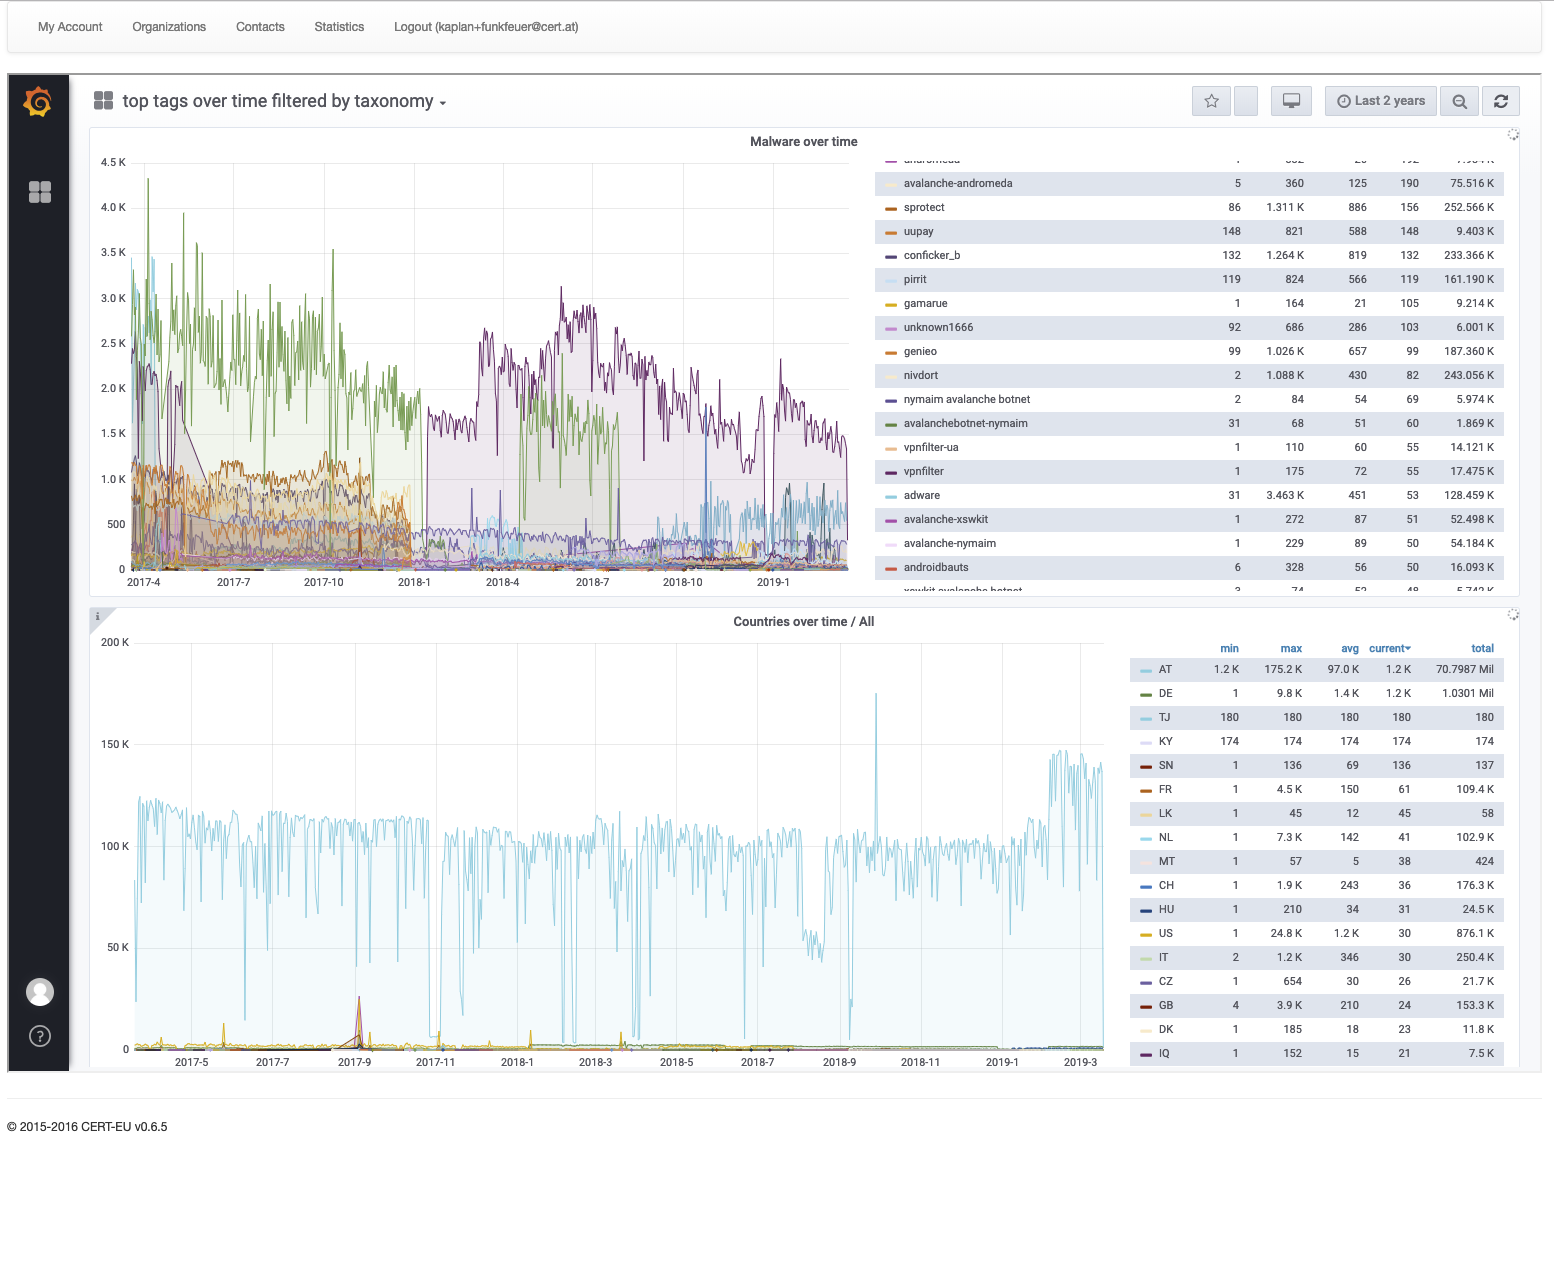 My Account Organizations Contacts Statistics Logout (kaplan+funkfeuer@cert.at)
top tags over time filtered by taxonomy
Last 2 years
Malware over time
4.5 K
4.0 K
3.5 K
3.0 K
2.5 K
2.0 K
1.5 K
1.0 K
500
0
2017-4 2017-7 2017-10 2018-1 2018-4 2018-7 2018-10 2019-1
avalanche-andromeda 5 360 125 190 75.516 K
sprotect 86 1.311 K 886 156 252.566 K
uupay 148 821 588 148 9.403 K
conficker_b 132 1.264 K 819 132 233.366 K
pirrit 119 824 566 119 161.190 K
gamarue 1 164 21 105 9.214 K
unknown1666 92 686 286 103 6.001 K
genieo 99 1.026 K 657 99 187.360 K
nivdort 2 1.088 K 430 82 243.056 K
nymaim avalanche botnet 2 84 54 69 5.974 K
avalanchebotnet-nymaim 31 68 51 60 1.869 K
vpnfilter-ua 1 110 60 55 14.121 K
vpnfilter 1 175 72 55 17.475 K
adware 31 3.463 K 451 53 128.459 K
avalanche-xswkit 1 272 87 51 52.498 K
avalanche-nymaim 1 229 89 50 54.184 K
androidbauts 6 328 56 50 16.093 K
i
Countries over time / All
200 K
150 K
100 K
50 K
0
2017-5 2017-7 2017-9 2017-11 2018-1 2018-3 2018-5 2018-7 2018-9 2018-11 2019-1 2019-3
min max avg current total
AT 1.2 K 175.2 K 97.0 K 1.2 K 70.7987 Mil
DE 1 9.8 K 1.4 K 1.2 K 1.0301 Mil
TJ 180 180 180 180 180
KY 174 174 174 174 174
SN 1 136 69 136 137
FR 1 4.5 K 150 61 109.4 K
LK 1 45 12 45 58
NL 1 7.3 K 142 41 102.9 K
MT 1 57 5 38 424
CH 1 1.9 K 243 36 176.3 K
HU 1 210 34 31 24.5 K
US 1 24.8 K 1.2 K 30 876.1 K
IT 2 1.2 K 346 30 250.4 K
CZ 1 654 30 26 21.7 K
GB 4 3.9 K 210 24 153.3 K
DK 1 185 18 23 11.8 K
IQ 1 152 15 21 7.5 K
?
© 2015-2016 CERT-EU v0.6.5